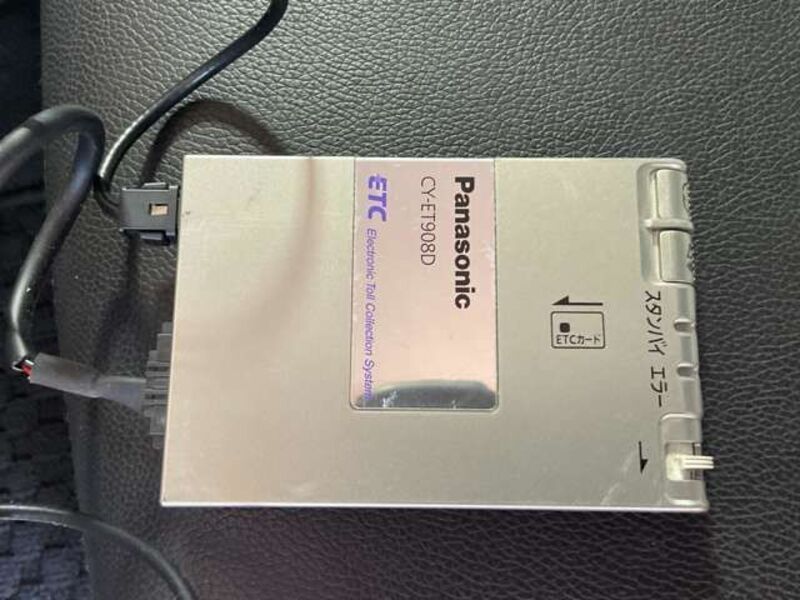 Panasonic
CY-ET908D
ETC Electronic Toll Collection System
ETCカード
スタンバイ エラー